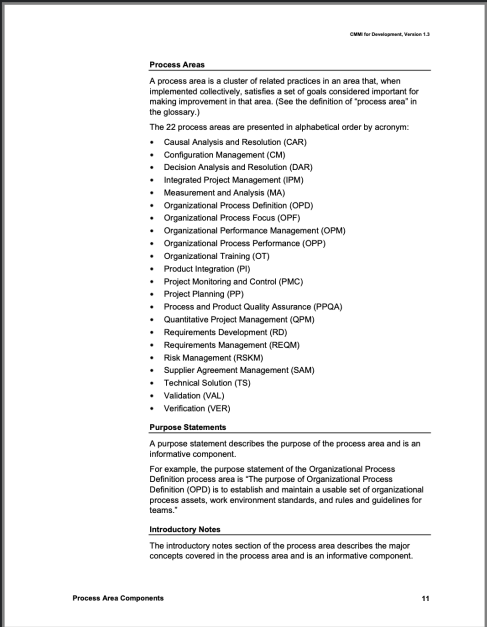 CMMI for Development, Version 1.3
Process Areas
A process area is a cluster of related practices in an area that, when
implemented collectively, satisfies a set of goals considered important for
making improvement in that area. (See the definition of “process area” in
the glossary.)
The 22 process areas are presented in alphabetical order by acronym:
• Causal Analysis and Resolution (CAR)
• Configuration Management (CM)
• Decision Analysis and Resolution (DAR)
• Integrated Project Management (IPM)
• Measurement and Analysis (MA)
• Organizational Process Definition (OPD)
• Organizational Process Focus (OPF)
• Organizational Performance Management (OPM)
• Organizational Process Performance (OPP)
• Organizational Training (OT)
• Product Integration (PI)
• Project Monitoring and Control (PMC)
• Project Planning (PP)
• Process and Product Quality Assurance (PPQA)
• Quantitative Project Management (QPM)
• Requirements Development (RD)
• Requirements Management (REQM)
• Risk Management (RSKM)
• Supplier Agreement Management (SAM)
• Technical Solution (TS)
• Validation (VAL)
• Verification (VER)
Purpose Statements
A purpose statement describes the purpose of the process area and is an
informative component.
For example, the purpose statement of the Organizational Process
Definition process area is “The purpose of Organizational Process
Definition (OPD) is to establish and maintain a usable set of organizational
process assets, work environment standards, and rules and guidelines for
teams.”
Introductory Notes
The introductory notes section of the process area describes the major
concepts covered in the process area and is an informative component.
Process Area Components 11